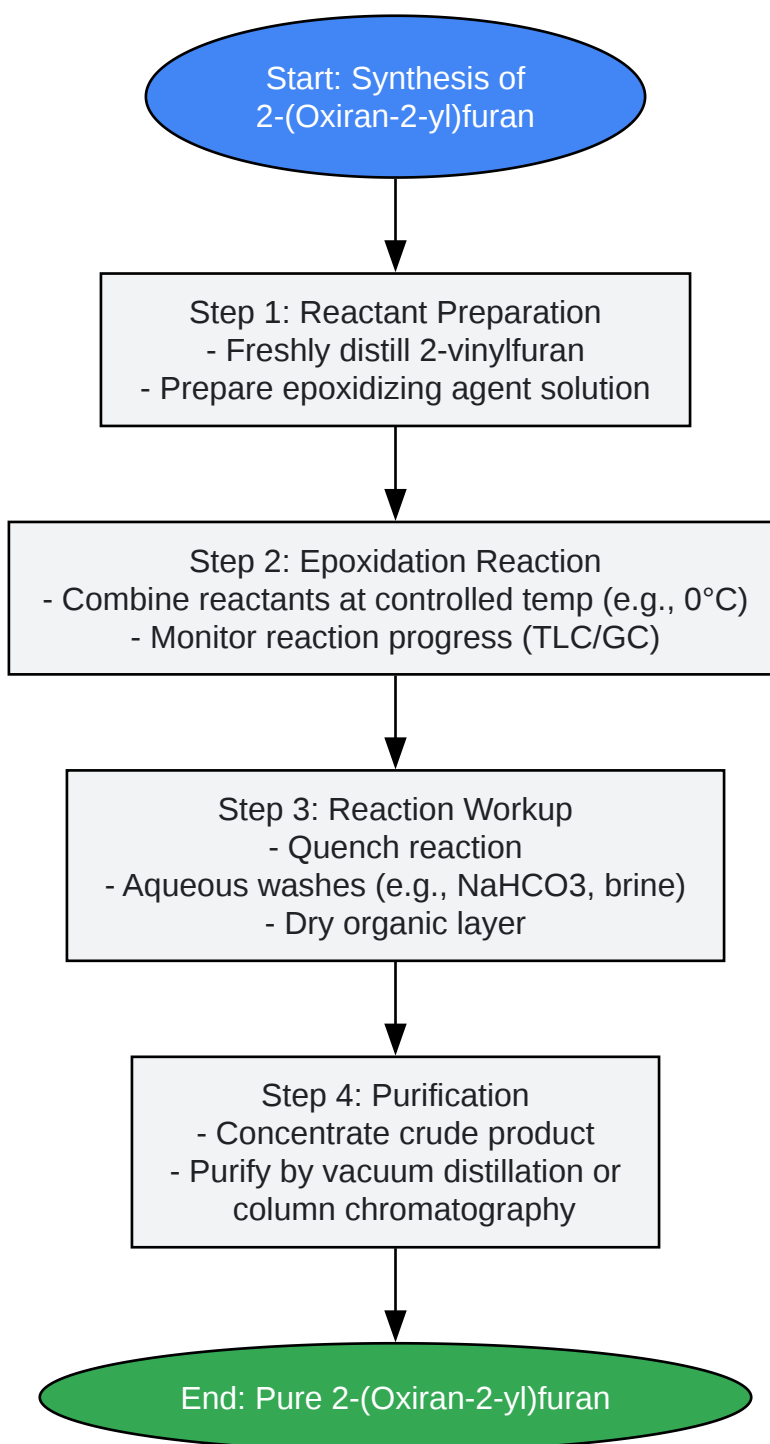 Start: Synthesis of
2-(Oxiran-2-yl)furan
Step 1: Reactant Preparation
- Freshly distill 2-vinylfuran
- Prepare epoxidizing agent solution
Step 2: Epoxidation Reaction
- Combine reactants at controlled temp (e.g., 0°C)
- Monitor reaction progress (TLC/GC)
Step 3: Reaction Workup
- Quench reaction
- Aqueous washes (e.g., NaHCO3, brine)
- Dry organic layer
Step 4: Purification
- Concentrate crude product
- Purify by vacuum distillation or
column chromatography
End: Pure 2-(Oxiran-2-yl)furan